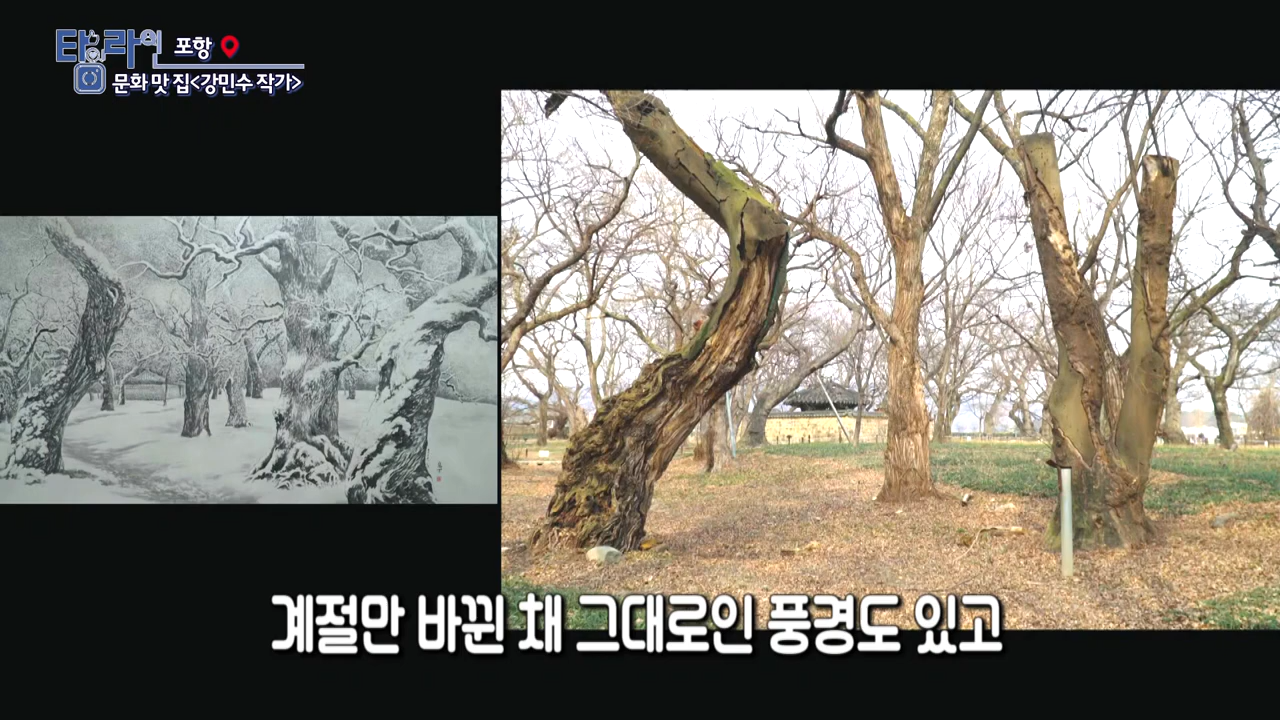 타임라인 포항
문화 맛 집<강민수 작가>
계절만 바뀐 채 그대로인 풍경도 있고